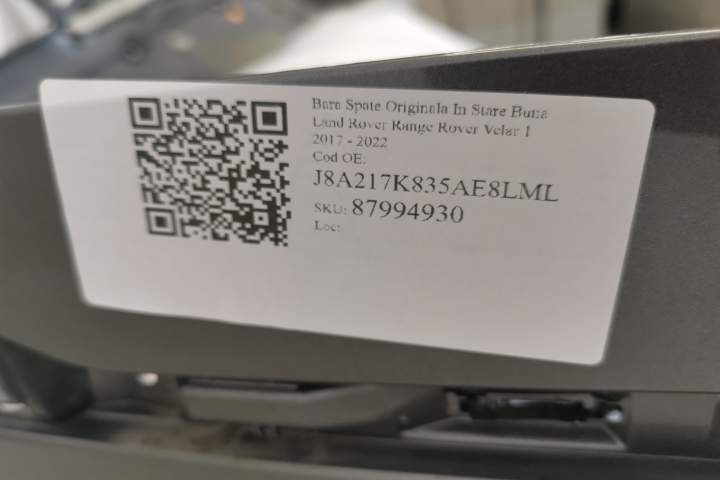 Bara Spate Originala In Stare Buna
Land Rover Range Rover Velar 1
2017 - 2022
Cod OE:
J8A217K835AE8LML
SKU: 87994930
Loc: